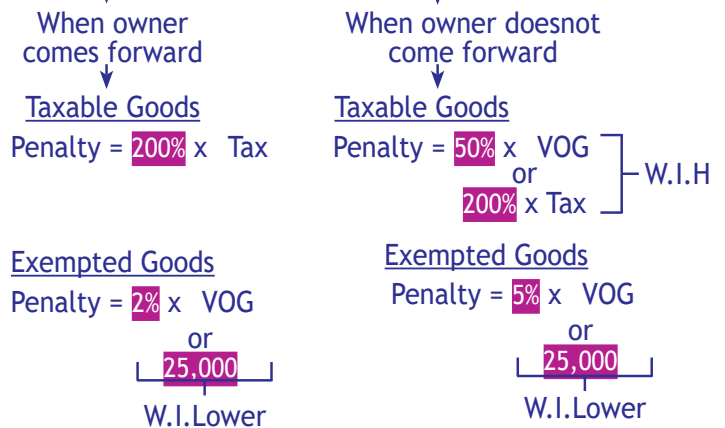 When owner
comes forward
Taxable Goods
Penalty = 200% x Tax
Exempted Goods
Penalty = 2% x VOG
or
25,000
W.I.Lower
When owner doesnot
come forward
Taxable Goods
Penalty = 50% x VOG
or
200% x Tax
W.I.H
Exempted Goods
Penalty = 5% x VOG
or
25,000
W.I.Lower